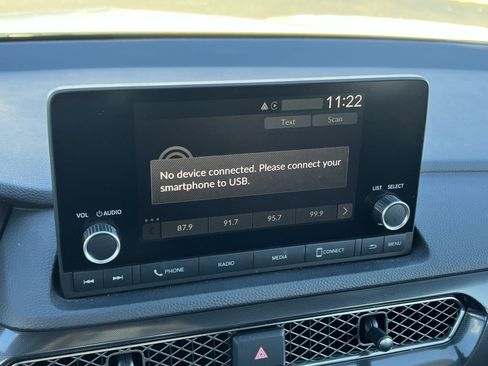 11:22
Text Scan
No device connected. Please connect your
smartphone to USB.
LIST SELECT
VOL AUDIO
87.9 91.7 95.7 99.9
PHONE RADIO MEDIA CONNECT MENU